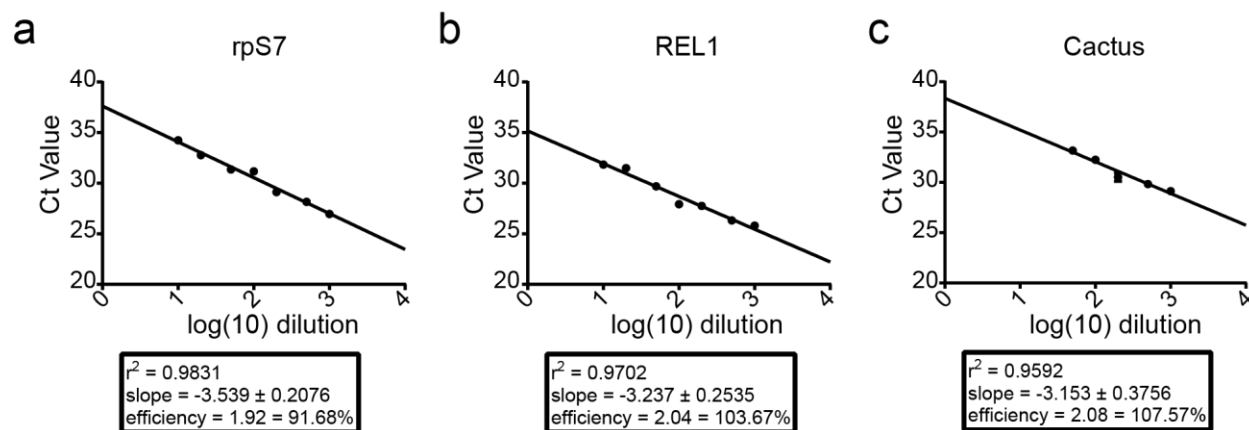 a
rpS7
Ct Value
40
35
30
25
20
0 1 2 3 4
log(10) dilution
r² = 0.9831
slope = -3.539 ± 0.2076
efficiency = 1.92 = 91.68%
b
REL1
Ct Value
40
35
30
25
20
0 1 2 3 4
log(10) dilution
r² = 0.9702
slope = -3.237 ± 0.2535
efficiency = 2.04 = 103.67%
c
Cactus
Ct Value
40
35
30
25
20
0 1 2 3 4
log(10) dilution
r² = 0.9592
slope = -3.153 ± 0.3756
efficiency = 2.08 = 107.57%